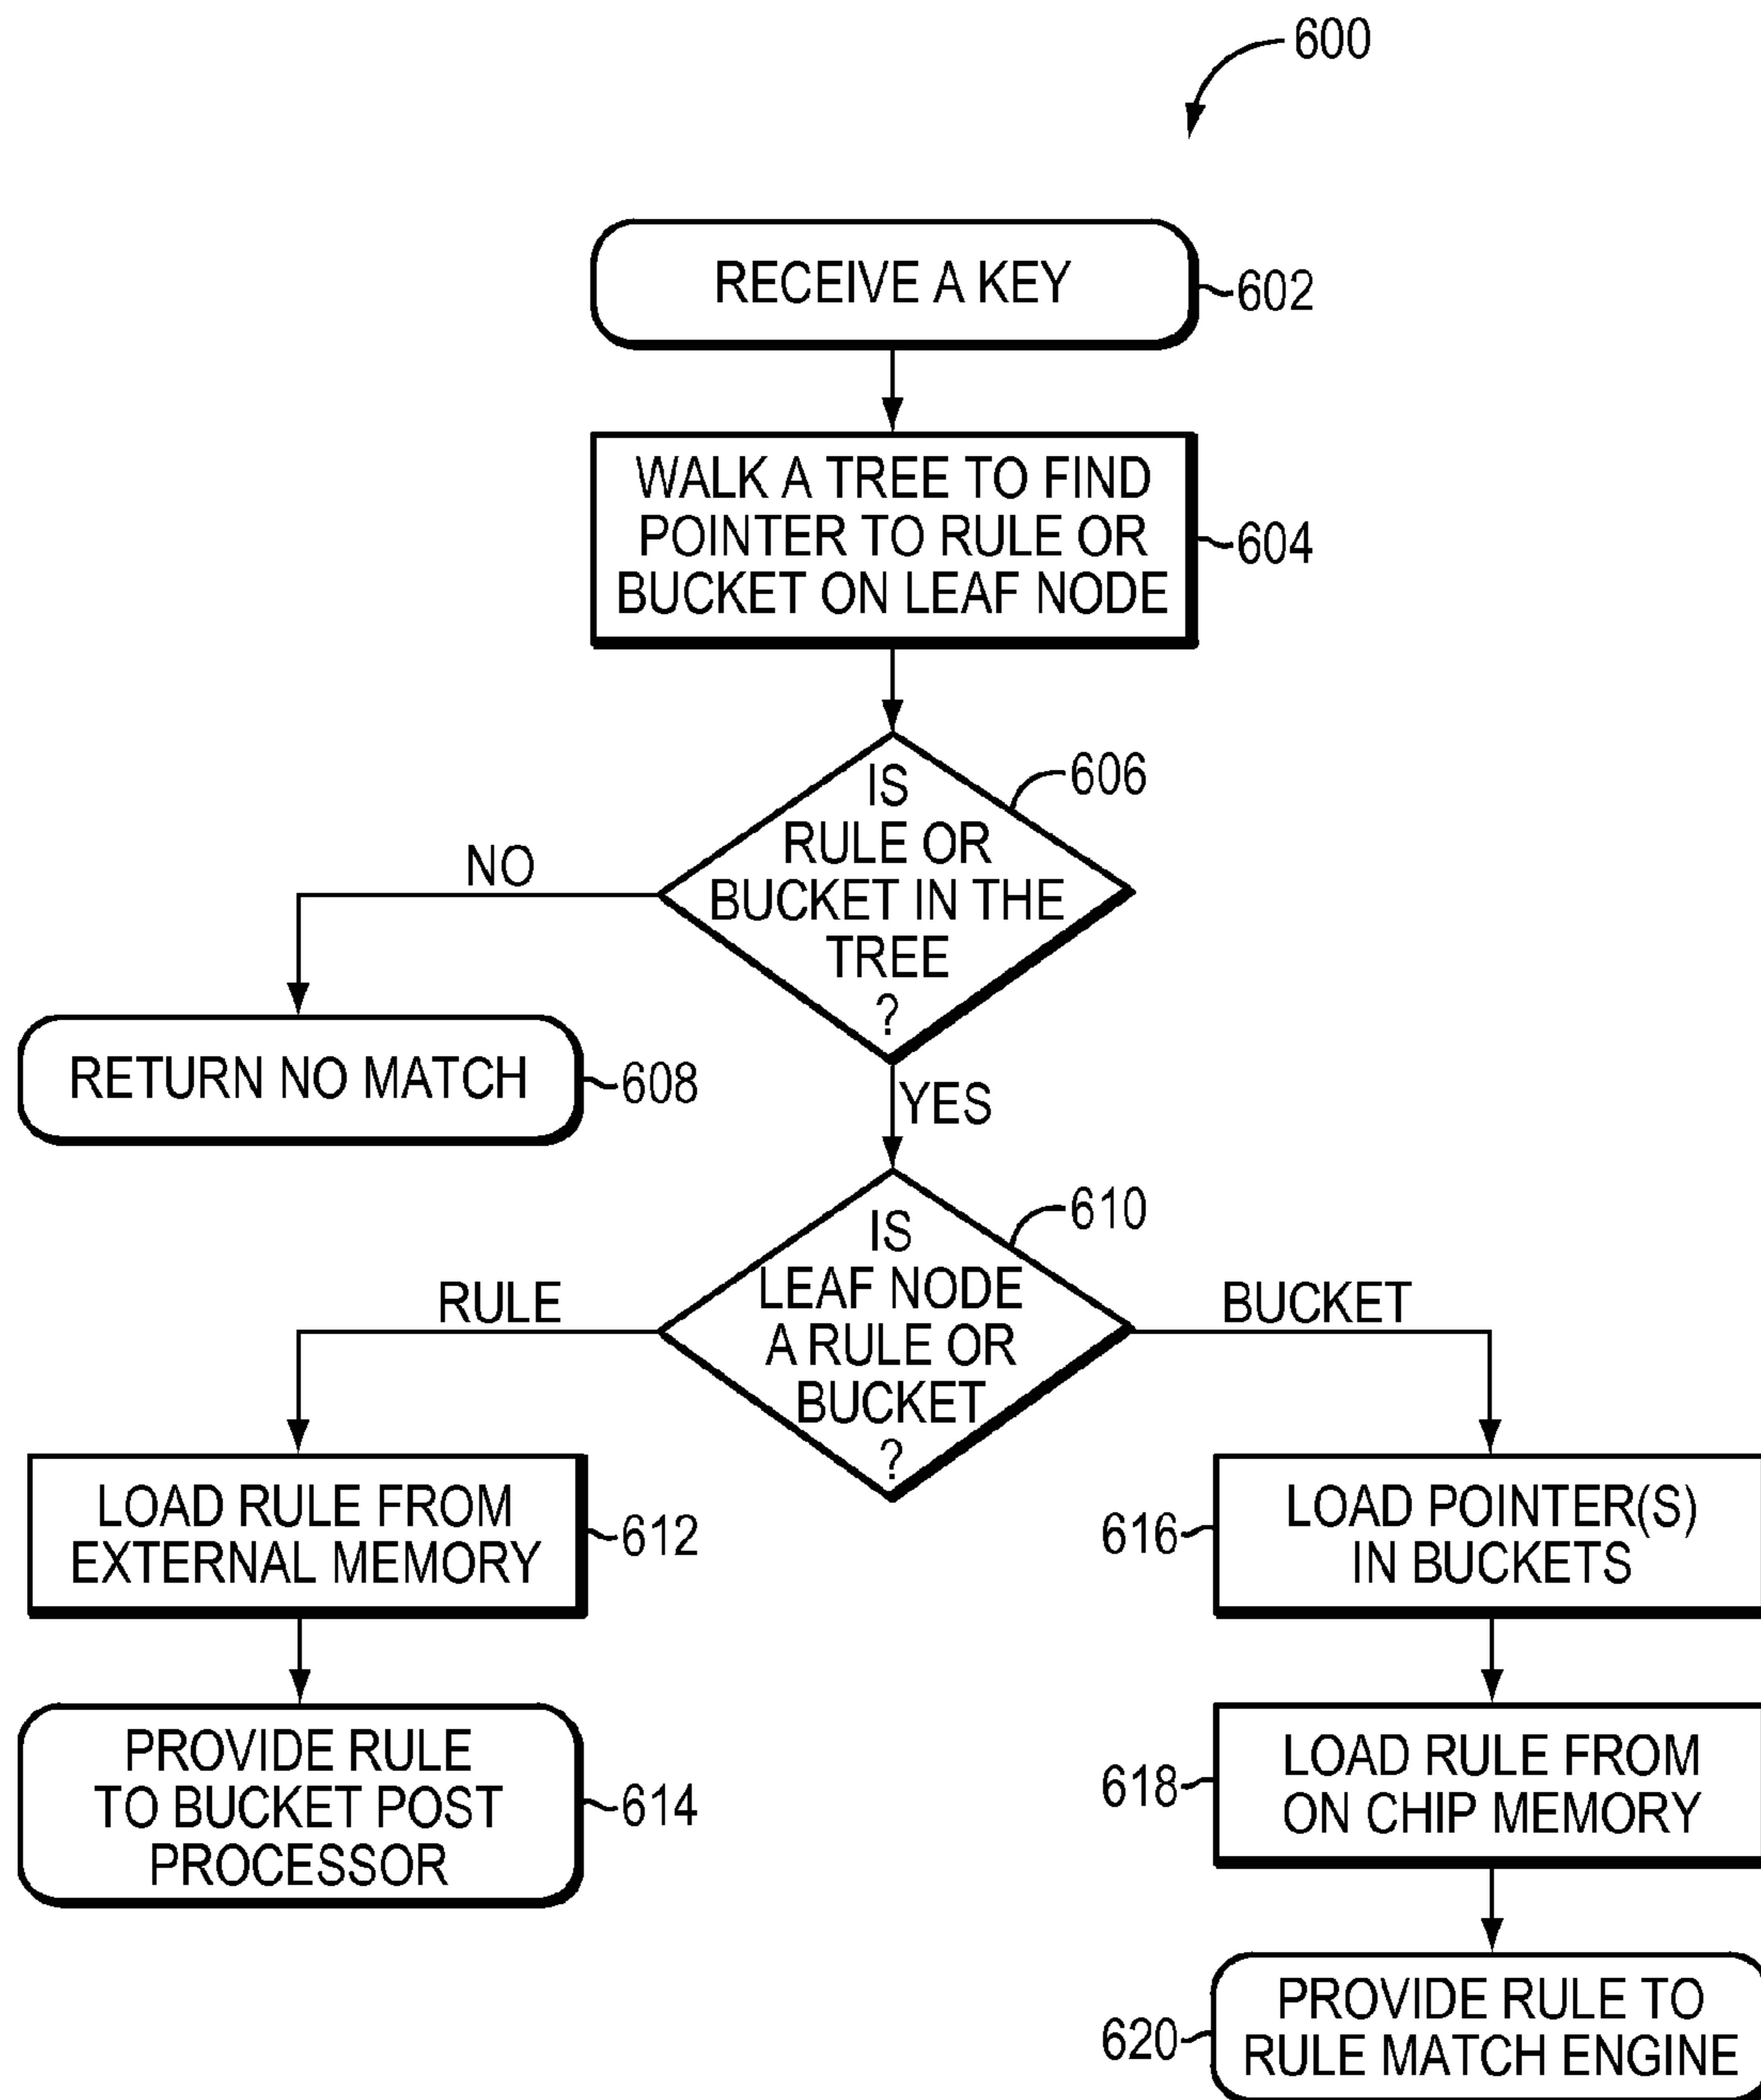 600
RECEIVE A KEY
602
WALK A TREE TO FIND
POINTER TO RULE OR
BUCKET ON LEAF NODE
604
IS
RULE OR
BUCKET IN THE
TREE
?
606
NO
RETURN NO MATCH
608
YES
IS
LEAF NODE
A RULE OR
BUCKET
?
610
RULE
BUCKET
LOAD RULE FROM
EXTERNAL MEMORY
612
PROVIDE RULE
TO BUCKET POST
PROCESSOR
614
616
LOAD POINTER(S)
IN BUCKETS
618
LOAD RULE FROM
ON CHIP MEMORY
620
PROVIDE RULE TO
RULE MATCH ENGINE